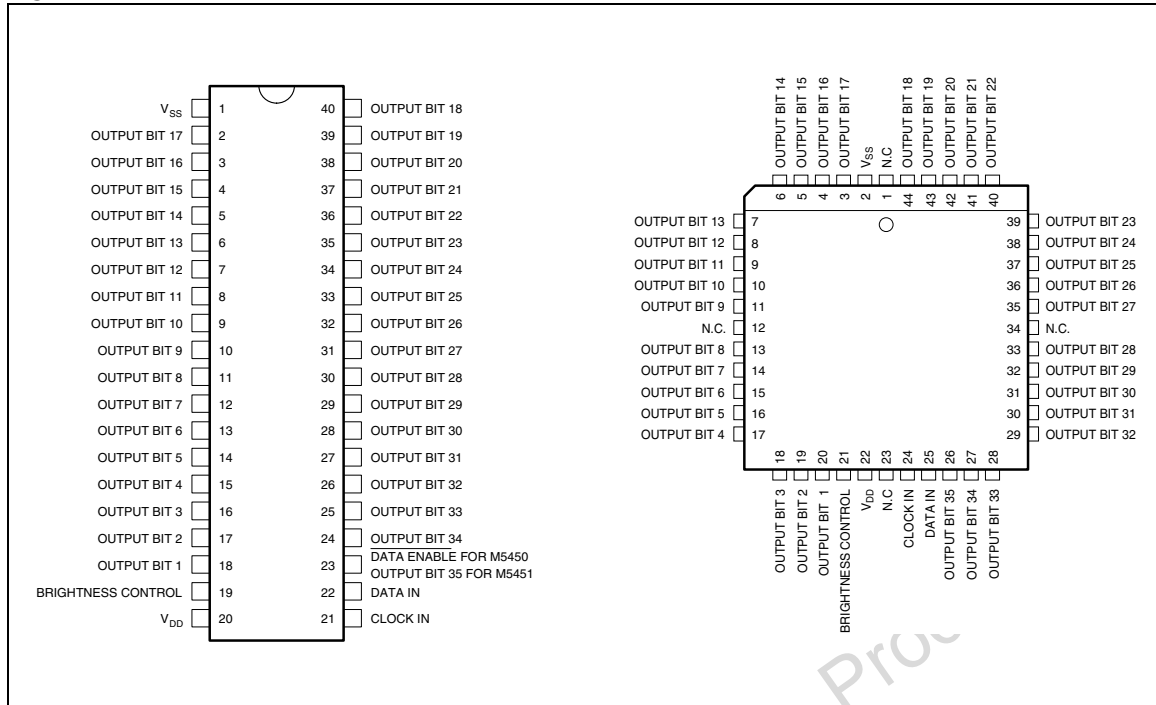 VSS 1 40 OUTPUT BIT 18
OUTPUT BIT 17 2 39 OUTPUT BIT 19
OUTPUT BIT 16 3 38 OUTPUT BIT 20
OUTPUT BIT 15 4 37 OUTPUT BIT 21
OUTPUT BIT 14 5 36 OUTPUT BIT 22
OUTPUT BIT 13 6 35 OUTPUT BIT 23
OUTPUT BIT 12 7 34 OUTPUT BIT 24
OUTPUT BIT 11 8 33 OUTPUT BIT 25
OUTPUT BIT 10 9 32 OUTPUT BIT 26
OUTPUT BIT 9 10 31 OUTPUT BIT 27
OUTPUT BIT 8 11 30 OUTPUT BIT 28
OUTPUT BIT 7 12 29 OUTPUT BIT 29
OUTPUT BIT 6 13 28 OUTPUT BIT 30
OUTPUT BIT 5 14 27 OUTPUT BIT 31
OUTPUT BIT 4 15 26 OUTPUT BIT 32
OUTPUT BIT 3 16 25 OUTPUT BIT 33
OUTPUT BIT 2 17 24 OUTPUT BIT 34
OUTPUT BIT 1 18 23 DATA ENABLE FOR M5450
OUTPUT BIT 35 FOR M5451
BRIGHTNESS CONTROL 19 22 DATA IN
VDD 20 21 CLOCK IN
OUTPUT BIT 14
OUTPUT BIT 15
OUTPUT BIT 16
OUTPUT BIT 17
VSS
N.C
OUTPUT BIT 18
OUTPUT BIT 19
OUTPUT BIT 20
OUTPUT BIT 21
OUTPUT BIT 22
6 5 4 3 2 1 44 43 42 41 40
OUTPUT BIT 13 7 39 OUTPUT BIT 23
OUTPUT BIT 12 8 38 OUTPUT BIT 24
OUTPUT BIT 11 9 37 OUTPUT BIT 25
OUTPUT BIT 10 10 36 OUTPUT BIT 26
OUTPUT BIT 9 11 35 OUTPUT BIT 27
N.C. 12 34 N.C.
OUTPUT BIT 8 13 33 OUTPUT BIT 28
OUTPUT BIT 7 14 32 OUTPUT BIT 29
OUTPUT BIT 6 15 31 OUTPUT BIT 30
OUTPUT BIT 5 16 30 OUTPUT BIT 31
OUTPUT BIT 4 17 29 OUTPUT BIT 32
18 19 20 21 22 23 24 25 26 27 28
OUTPUT BIT 3
OUTPUT BIT 2
OUTPUT BIT 1
BRIGHTNESS CONTROL
VDD
N.C
CLOCK IN
DATA IN
OUTPUT BIT 35
OUTPUT BIT 34
OUTPUT BIT 33